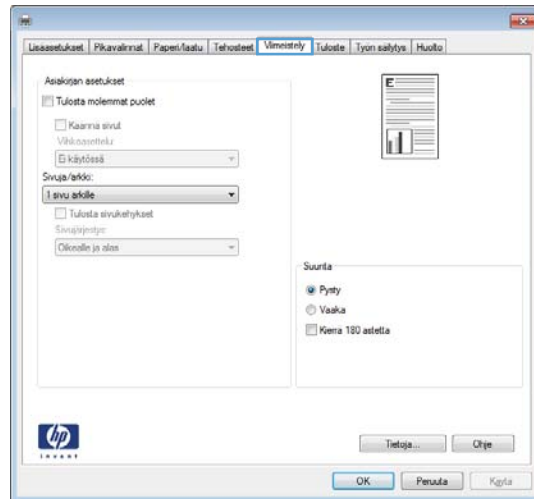 Lisäasetukset Pikavalinnat Paperi/laatu Tehosteet Viimeistely Tuloste Työn säilytys Huolto
Asiakirjan asetukset
Tulosta molemmat puolet
Käännä sivut
Vihkoasettelu:
Ei käytössä
Sivuja/arkki:
1 sivu arkille
Tulosta sivukehykset
Sivujärjestys:
Oikealle ja alas
E
Suunta
Pysty
Vaaka
Kierrä 180 astetta
hp
invent
Tietoja... Ohje
OK Peruuta Käytä